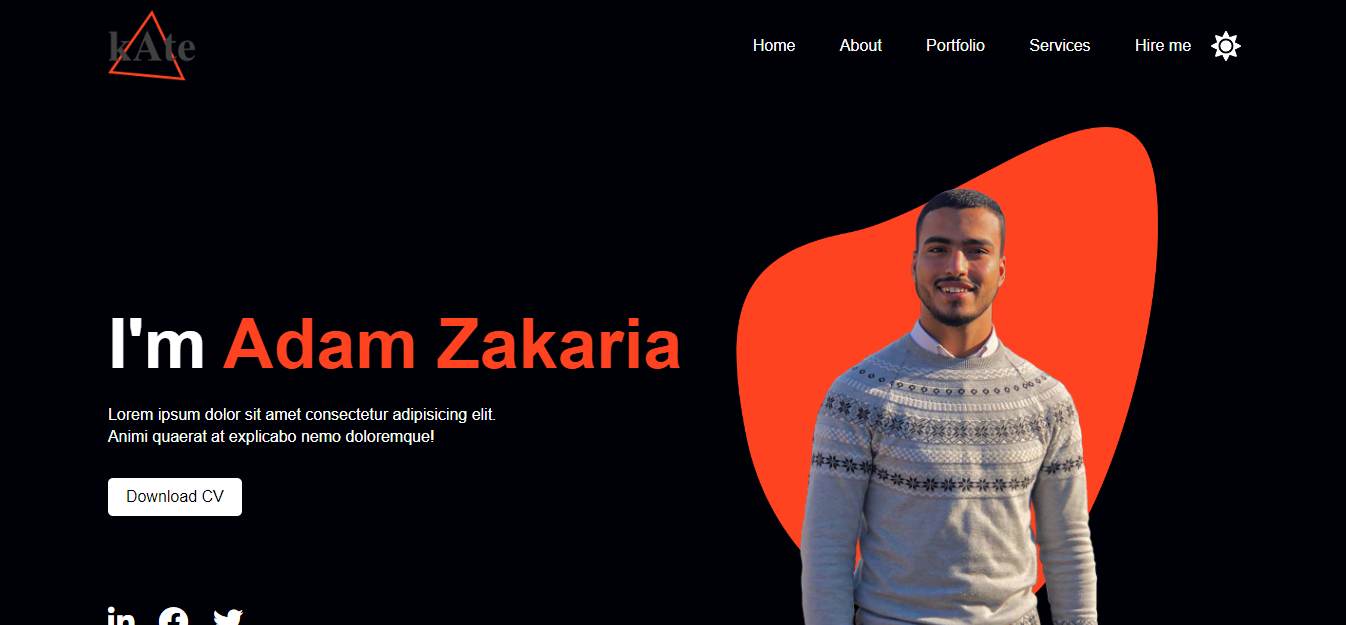 kAte
Home About Portfolio Services Hire me
I'm Adam Zakaria
Lorem ipsum dolor sit amet consectetur adipisicing elit.
Animi quaerat at explicabo nemo doloremque!
Download CV
in